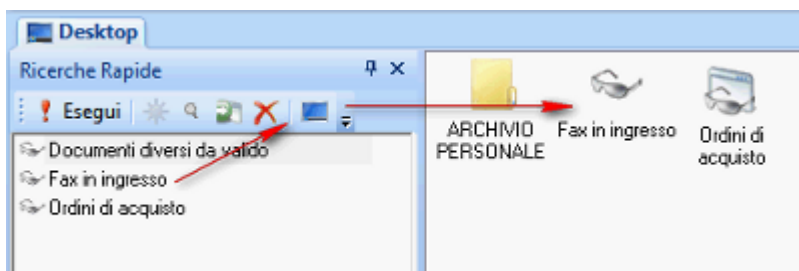 Desktop
Ricerche Rapide
Esegui
Documenti diversi da valido
Fax in ingresso
Ordini di acquisto
ARCHIVIO
PERSONALE
Fax in ingresso
Ordini di
acquisto